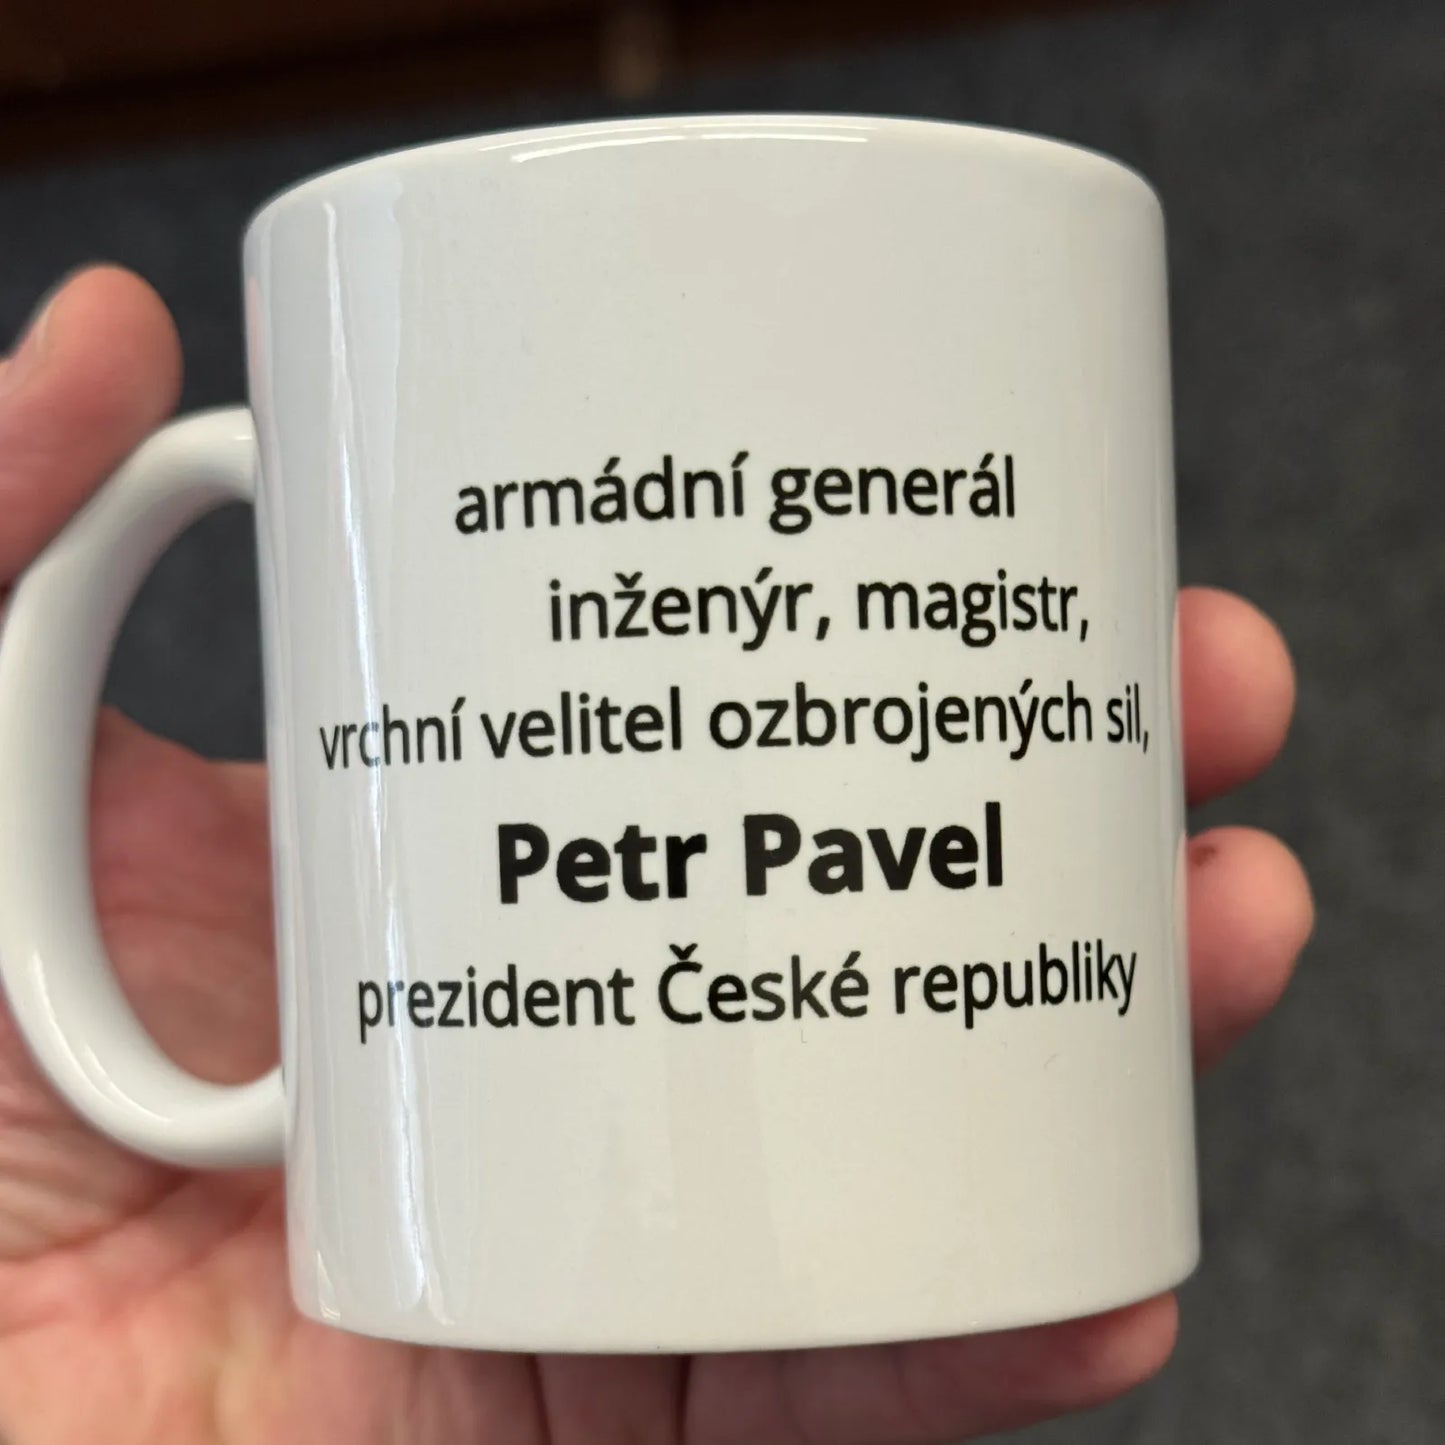 armádní generál
inženýr, magistr,
vrchní velitel ozbrojených sil,
Petr Pavel
prezident České republiky